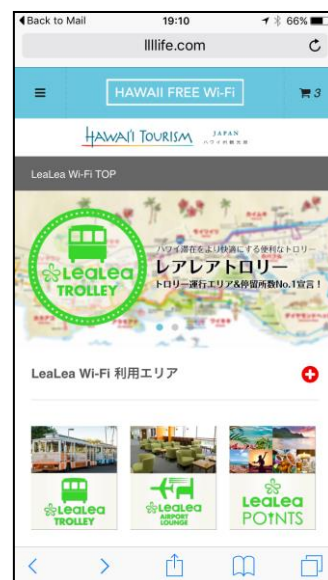 Back to Mail 19:10 66%
llllife.com
HAWAII FREE Wi-Fi 3
HAWAI'I TOURISM JAPAN
LeaLea Wi-Fi TOP
ハワイ滞在をより快適にする便利なトロリー
レアレアトロリー
トロリー運行エリア&停留所数No.1宣言!
LeaLea
TROLLEY
LeaLea Wi-Fi 利用エリア
LeaLea
TROLLEY
LeaLea
AIRPORT
LOUNGE
LeaLea
POINTS